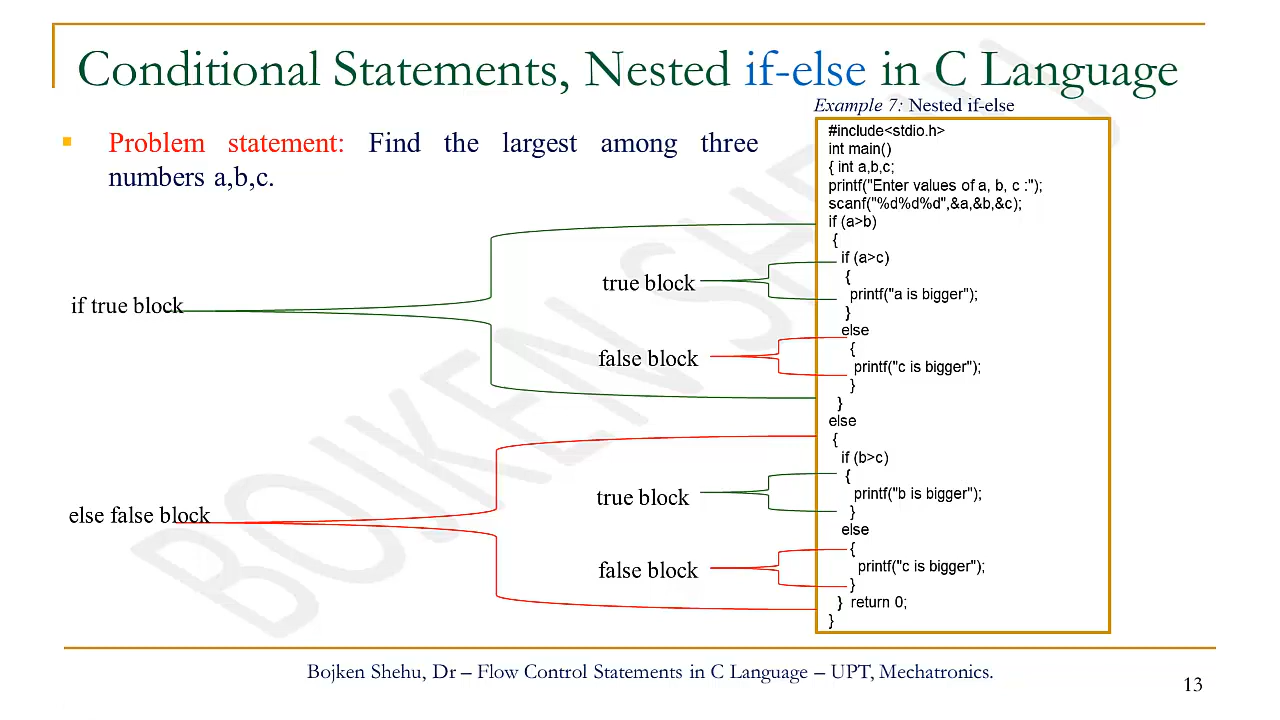 Conditional Statements, Nested if-else in C Language
Example 7: Nested if-else
▪ Problem statement: Find the largest among three
numbers a,b,c.
if true block
true block
false block
else false block
true block
false block
#include<stdio.h>
int main()
{ int a,b,c;
printf("Enter values of a, b, c :");
scanf("%d%d%d",&a,&b,&c);
if (a>b)
{
if (a>c)
{
printf("a is bigger");
}
else
{
printf("c is bigger");
}
}
else
{
if (b>c)
{
printf("b is bigger");
}
else
{
printf("c is bigger");
}
} return 0;
}
BOJKEN SHEHU
Bojken Shehu, Dr – Flow Control Statements in C Language – UPT, Mechatronics.
13